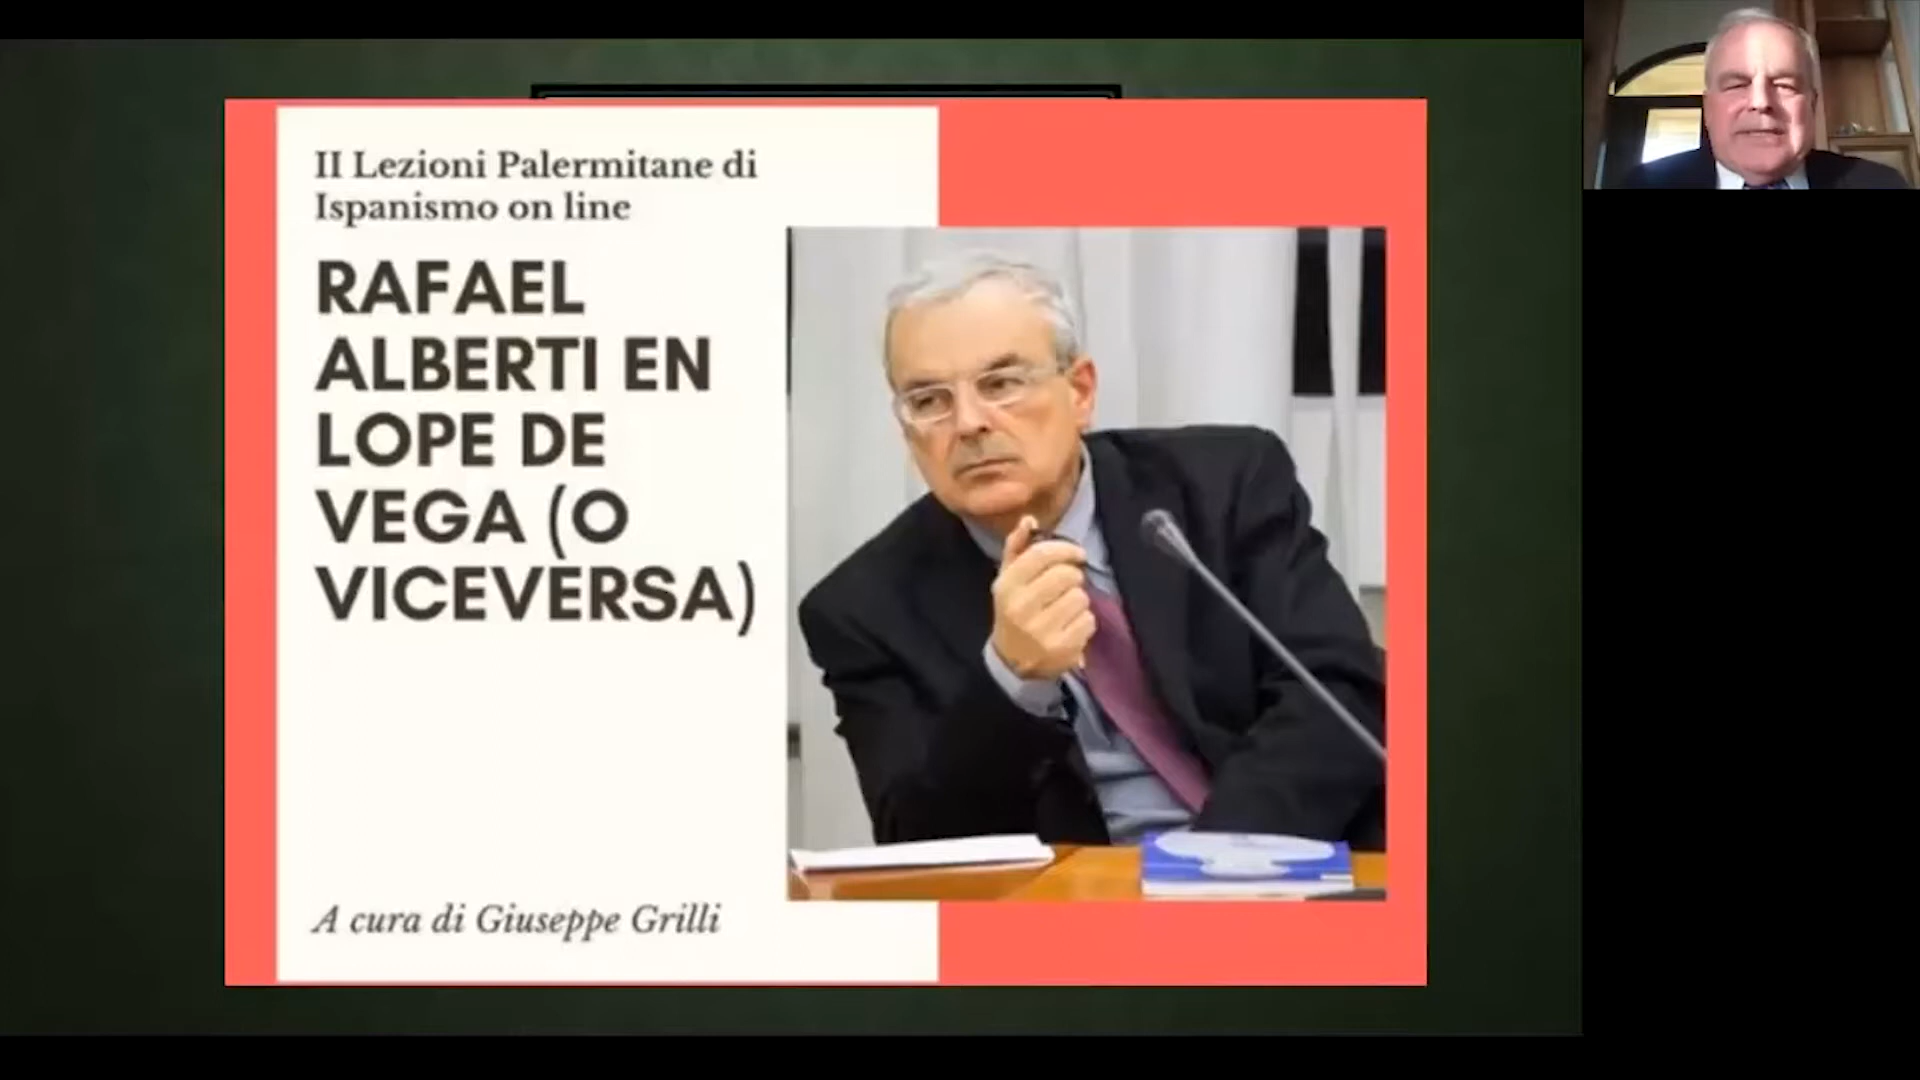 II Lezioni Palermitane di
Ispanismo on line
RAFAEL
ALBERTI EN
LOPE DE
VEGA (O
VICEVERSA)
A cura di Giuseppe Grilli